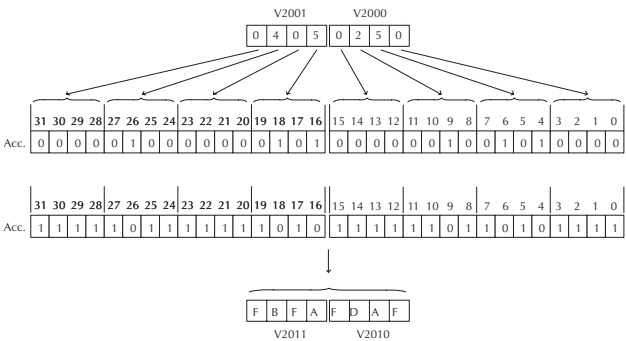 V2001 V2000
0 4 0 5 0 2 5 0
31 30 29 28 27 26 25 24 23 22 21 20 19 18 17 16 15 14 13 12 11 10 9 8 7 6 5 4 3 2 1 0
Acc. 0 0 0 0 0 1 0 0 0 0 0 0 0 1 0 1 0 0 0 0 0 0 1 0 0 1 0 1 0 0 0 0
31 30 29 28 27 26 25 24 23 22 21 20 19 18 17 16 15 14 13 12 11 10 9 8 7 6 5 4 3 2 1 0
Acc. 1 1 1 1 1 0 1 1 1 1 1 1 1 0 1 0 1 1 1 1 1 1 0 1 1 0 1 0 1 1 1 1
F B F A F D A F
V2011 V2010